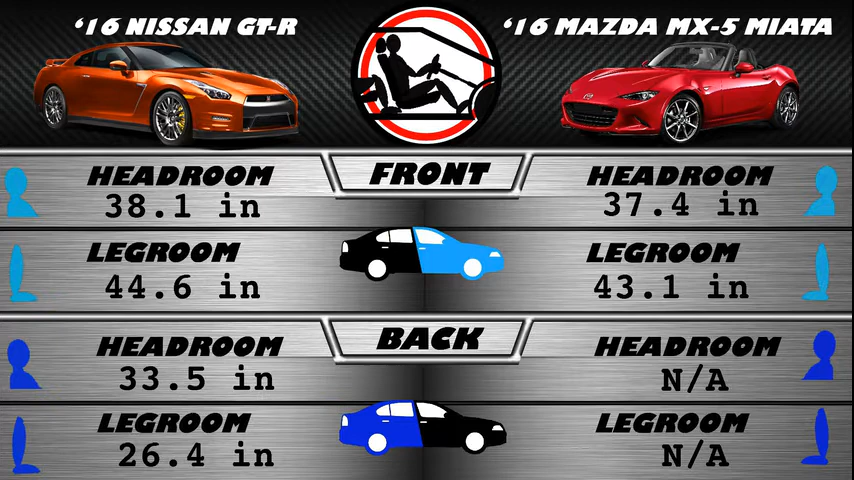 ‘16 NISSAN GT-R
‘16 MAZDA MX-5 MIATA
FRONT
HEADROOM
38.1 in
HEADROOM
37.4 in
LEGROOM
44.6 in
LEGROOM
43.1 in
BACK
HEADROOM
33.5 in
HEADROOM
N/A
LEGROOM
26.4 in
LEGROOM
N/A